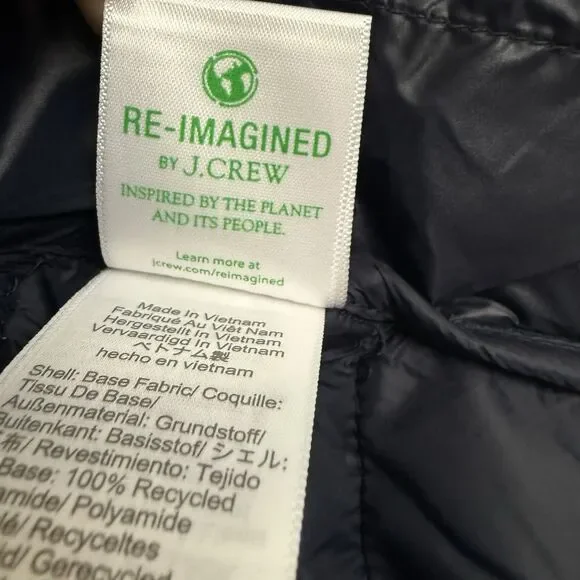 RE-IMAGINED
BY J.CREW
INSPIRED BY THE PLANET
AND ITS PEOPLE.
Learn more at
jcrew.com/reimagined
Made In Vietnam
Fabriqué Au Viêt Nam
Hergestellt In Vietnam
Vervaardigd In Vietnam
ベトナム製
hecho en vietnam
Shell: Base Fabric/ Coquille:
Tissu De Base/
Außenmaterial: Grundstoff/
Buitenkant: Basisstof/ シェル:
布/ Revestimiento: Tejido
Base: 100% Recycled
amide/ Polyamide
lé/ Recyceltes
Gerecycled